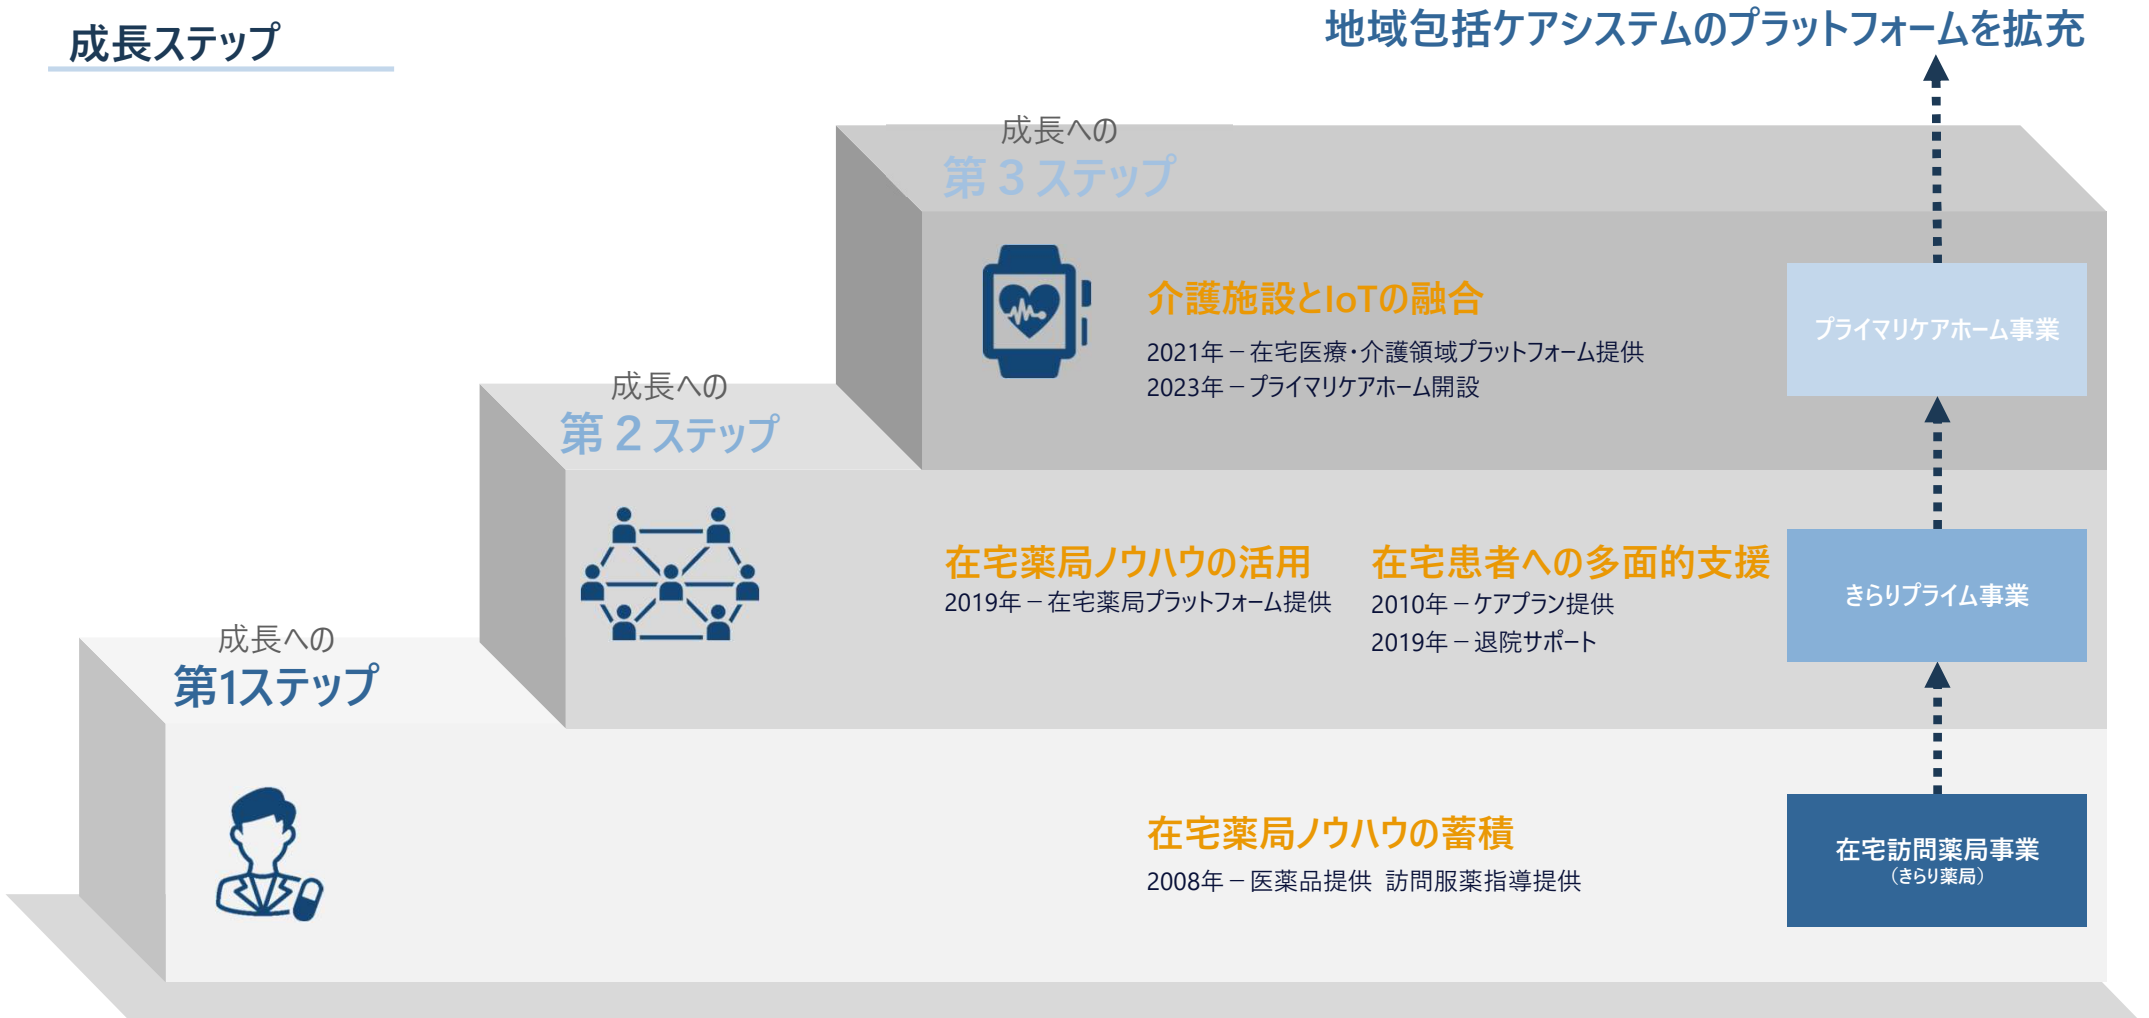 成長ステップ
地域包括ケアシステムのプラットフォームを拡充
成長への
第３ステップ
介護施設とIoTの融合
2021年－在宅医療・介護領域プラットフォーム提供
2023年－プライマリケアホーム開設
プライマリケアホーム事業
成長への
第２ステップ
在宅薬局ノウハウの活用
2019年－在宅薬局プラットフォーム提供
在宅患者への多面的支援
2010年－ケアプラン提供
2019年－退院サポート
きらりプライム事業
成長への
第1ステップ
在宅薬局ノウハウの蓄積
2008年－医薬品提供 訪問服薬指導提供
在宅訪問薬局事業
（きらり薬局）